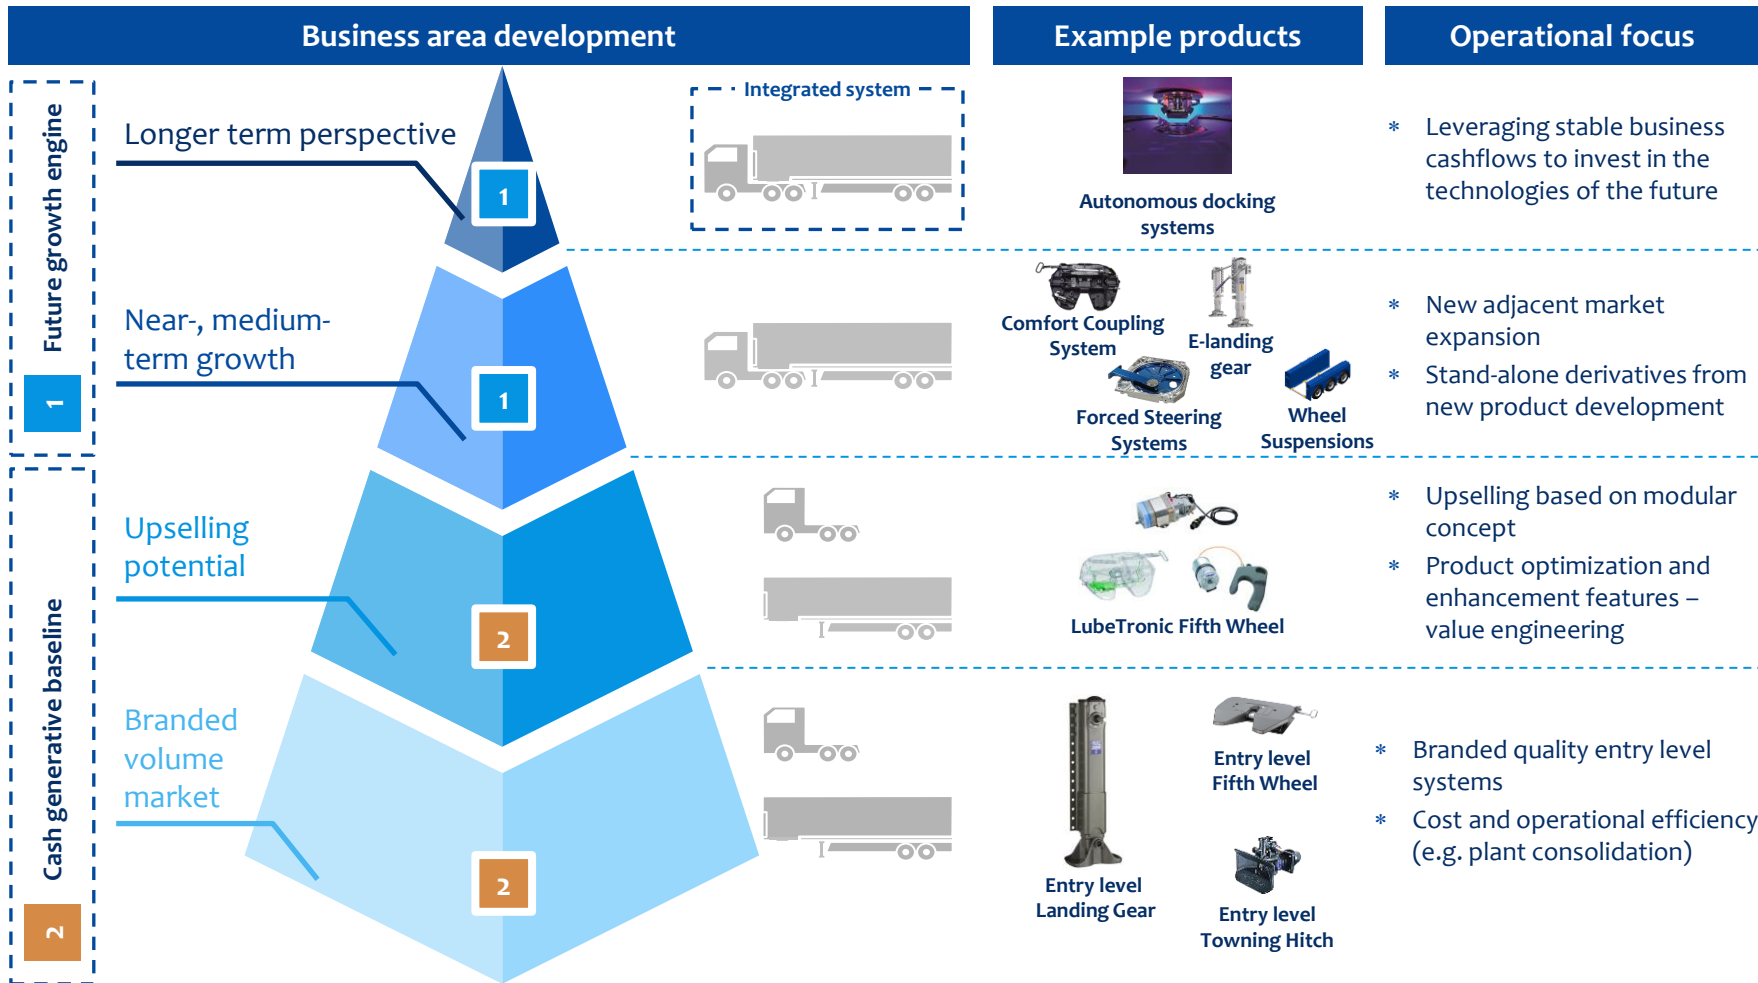 Business area development
Example products
Operational focus
Future growth engine
1
Longer term perspective
1
Integrated system
Autonomous docking
systems
* Leveraging stable business
cashflows to invest in the
technologies of the future
Near-, medium-
term growth
1
Comfort Coupling
System
E-landing
gear
Forced Steering
Systems
Wheel
Suspensions
* New adjacent market
expansion
* Stand-alone derivatives from
new product development
Cash generative baseline
2
Upselling
potential
2
LubeTronic Fifth Wheel
* Upselling based on modular
concept
* Product optimization and
enhancement features –
value engineering
Branded
volume
market
2
Entry level
Landing Gear
Entry level
Fifth Wheel
Entry level
Towning Hitch
* Branded quality entry level
systems
* Cost and operational efficiency
(e.g. plant consolidation)